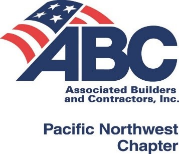 ABC
Associated Builders
and Contractors, Inc.
Pacific Northwest
Chapter